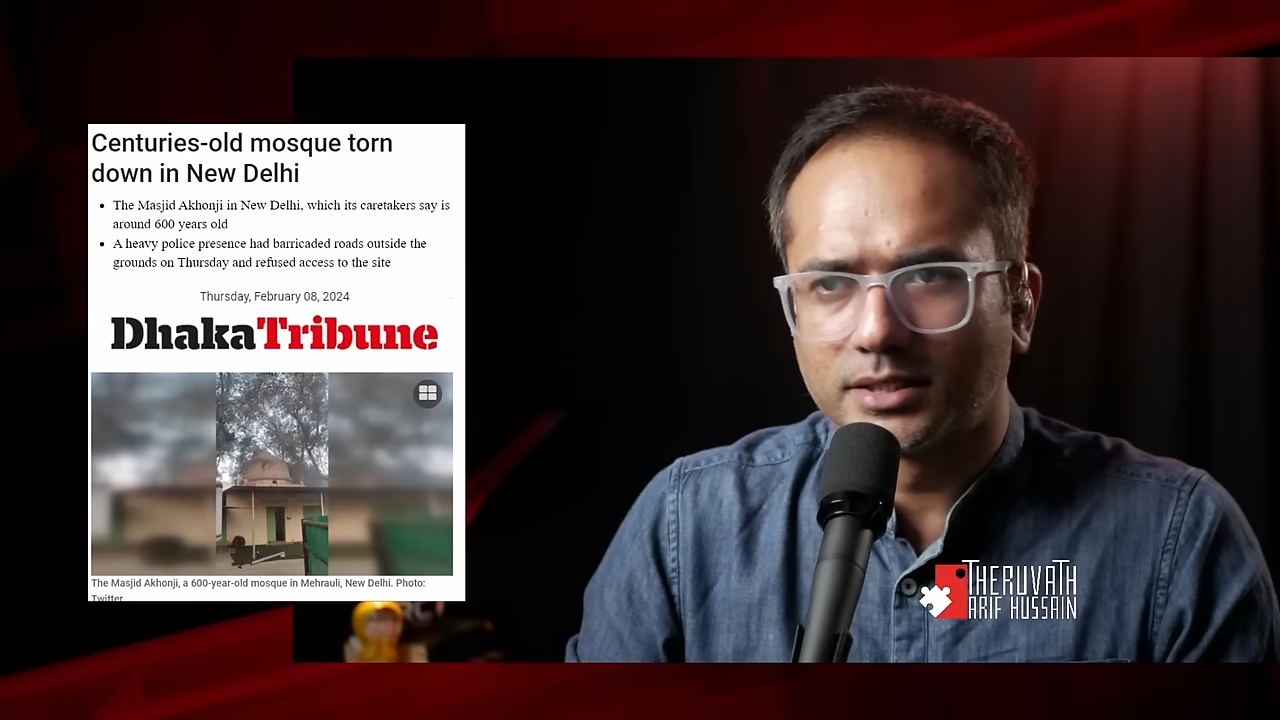 Centuries-old mosque torn
down in New Delhi
• The Masjid Akhonji in New Delhi, which its caretakers say is
around 600 years old
• A heavy police presence had barricaded roads outside the
grounds on Thursday and refused access to the site
Thursday, February 08, 2024
DhakaTribune
The Masjid Akhonji, a 600-year-old mosque in Mehrauli, New Delhi. Photo:
Twitter
THERUVATH
ARIF HUSSAIN